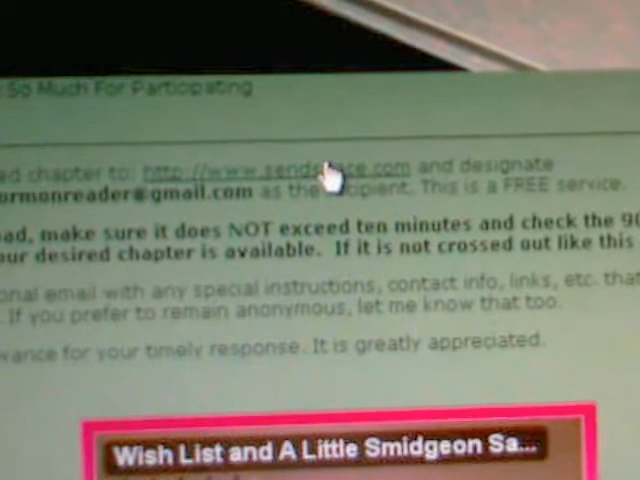 So Much For Participating
ed chapter to: http://www.sendspace.com and designate
ormonreader@gmail.com as the recipient. This is a FREE service.
ad, make sure it does NOT exceed ten minutes and check the 90
our desired chapter is available. If it is not crossed out like this
onal email with any special instructions, contact info, links, etc. that
If you prefer to remain anonymous, let me know that too.
vance for your timely response. It is greatly appreciated.
Wish List and A Little Smidgeon Sa...